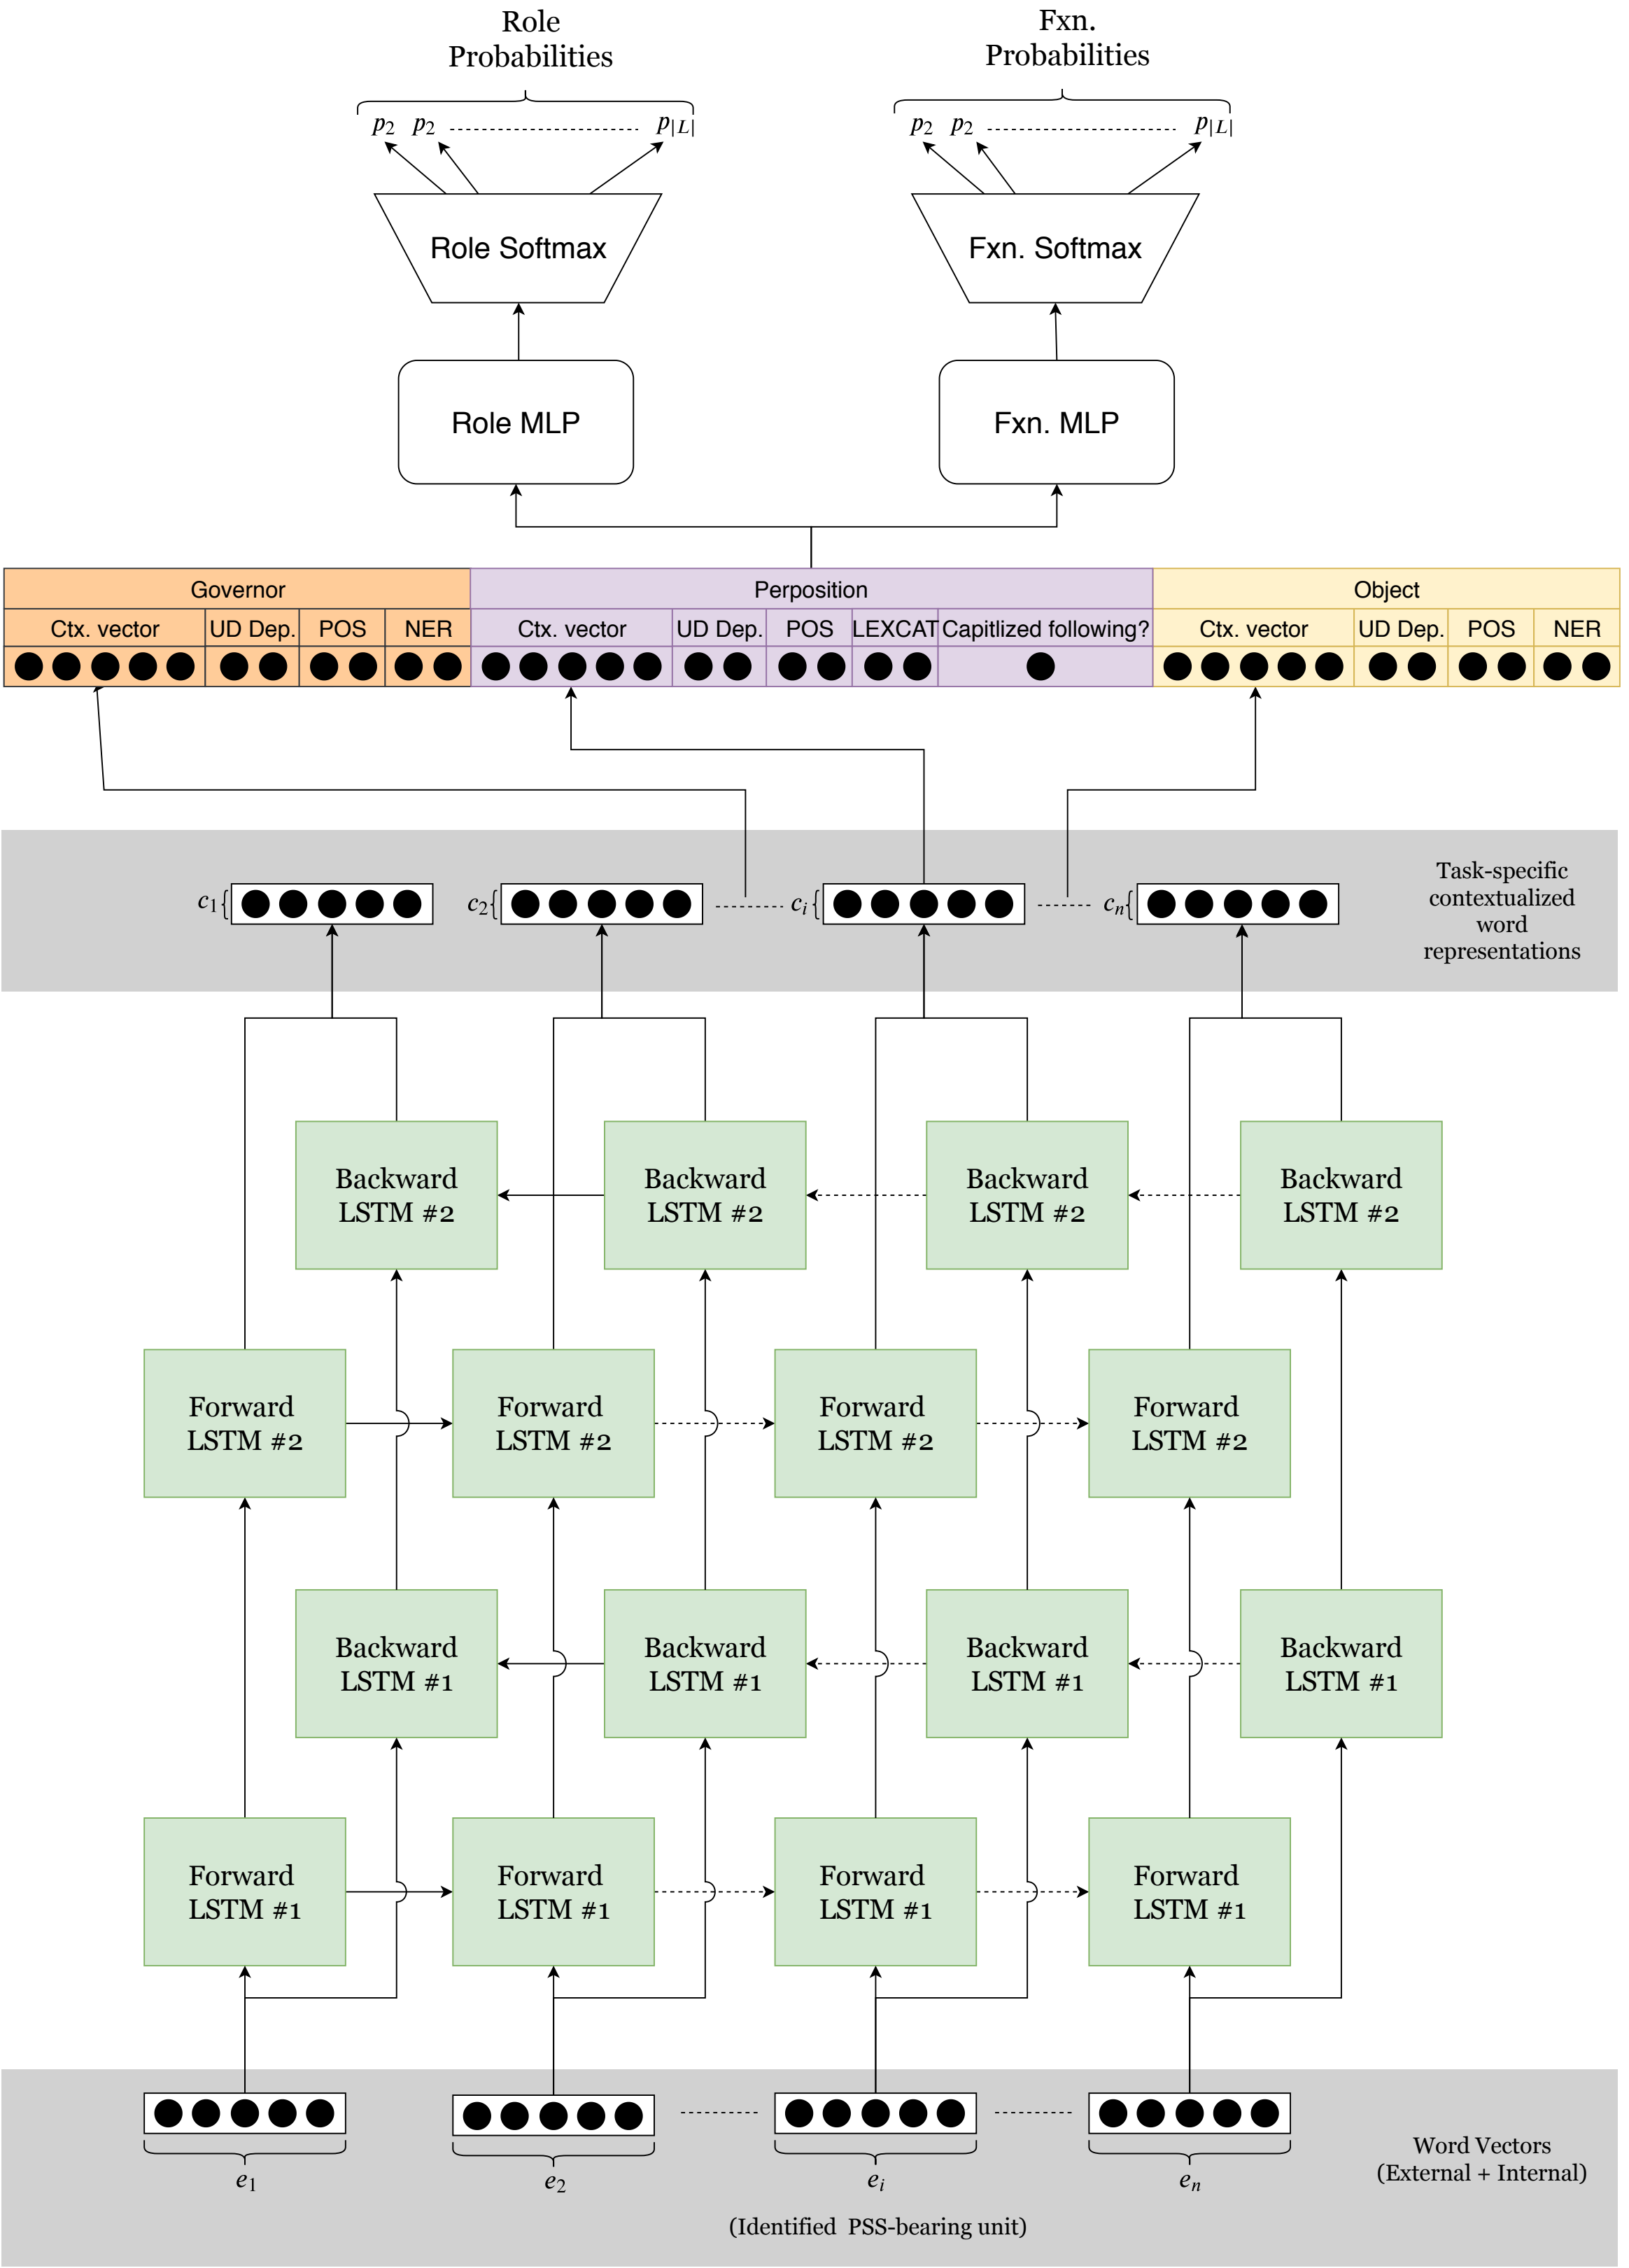 Role
Probabilities
Fxn.
Probabilities
p2 p2 p|L|
p2 p2 p|L|
Role Softmax
Fxn. Softmax
Role MLP
Fxn. MLP
Governor
Perposition
Object
Ctx. vector UD Dep. POS NER
Ctx. vector UD Dep. POS LEXCAT Capitlized following?
Ctx. vector UD Dep. POS NER
c1
c2
ci
cn
Task-specific
contextualized
word
representations
Backward
LSTM #2
Backward
LSTM #2
Backward
LSTM #2
Backward
LSTM #2
Forward
LSTM #2
Forward
LSTM #2
Forward
LSTM #2
Forward
LSTM #2
Backward
LSTM #1
Backward
LSTM #1
Backward
LSTM #1
Backward
LSTM #1
Forward
LSTM #1
Forward
LSTM #1
Forward
LSTM #1
Forward
LSTM #1
e1
e2
ei
en
Word Vectors
(External + Internal)
(Identified PSS-bearing unit)